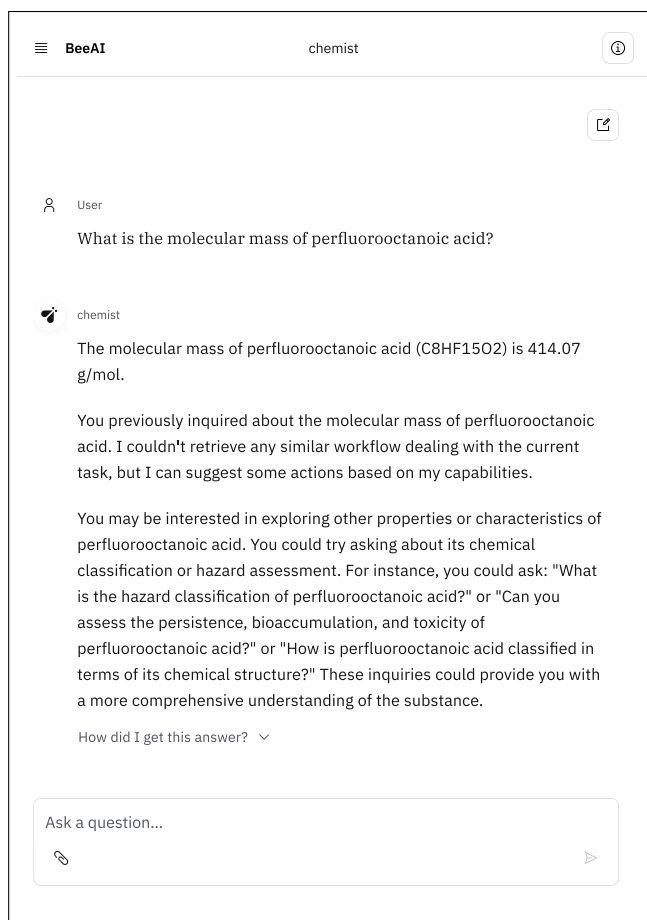 BeeAI
chemist
User
What is the molecular mass of perfluorooctanoic acid?
chemist
The molecular mass of perfluorooctanoic acid (C8HF15O2) is 414.07
g/mol.
You previously inquired about the molecular mass of perfluorooctanoic
acid. I couldn't retrieve any similar workflow dealing with the current
task, but I can suggest some actions based on my capabilities.
You may be interested in exploring other properties or characteristics of
perfluorooctanoic acid. You could try asking about its chemical
classification or hazard assessment. For instance, you could ask: "What
is the hazard classification of perfluorooctanoic acid?" or "Can you
assess the persistence, bioaccumulation, and toxicity of
perfluorooctanoic acid?" or "How is perfluorooctanoic acid classified in
terms of its chemical structure?" These inquiries could provide you with
a more comprehensive understanding of the substance.
How did I get this answer?
Ask a question...